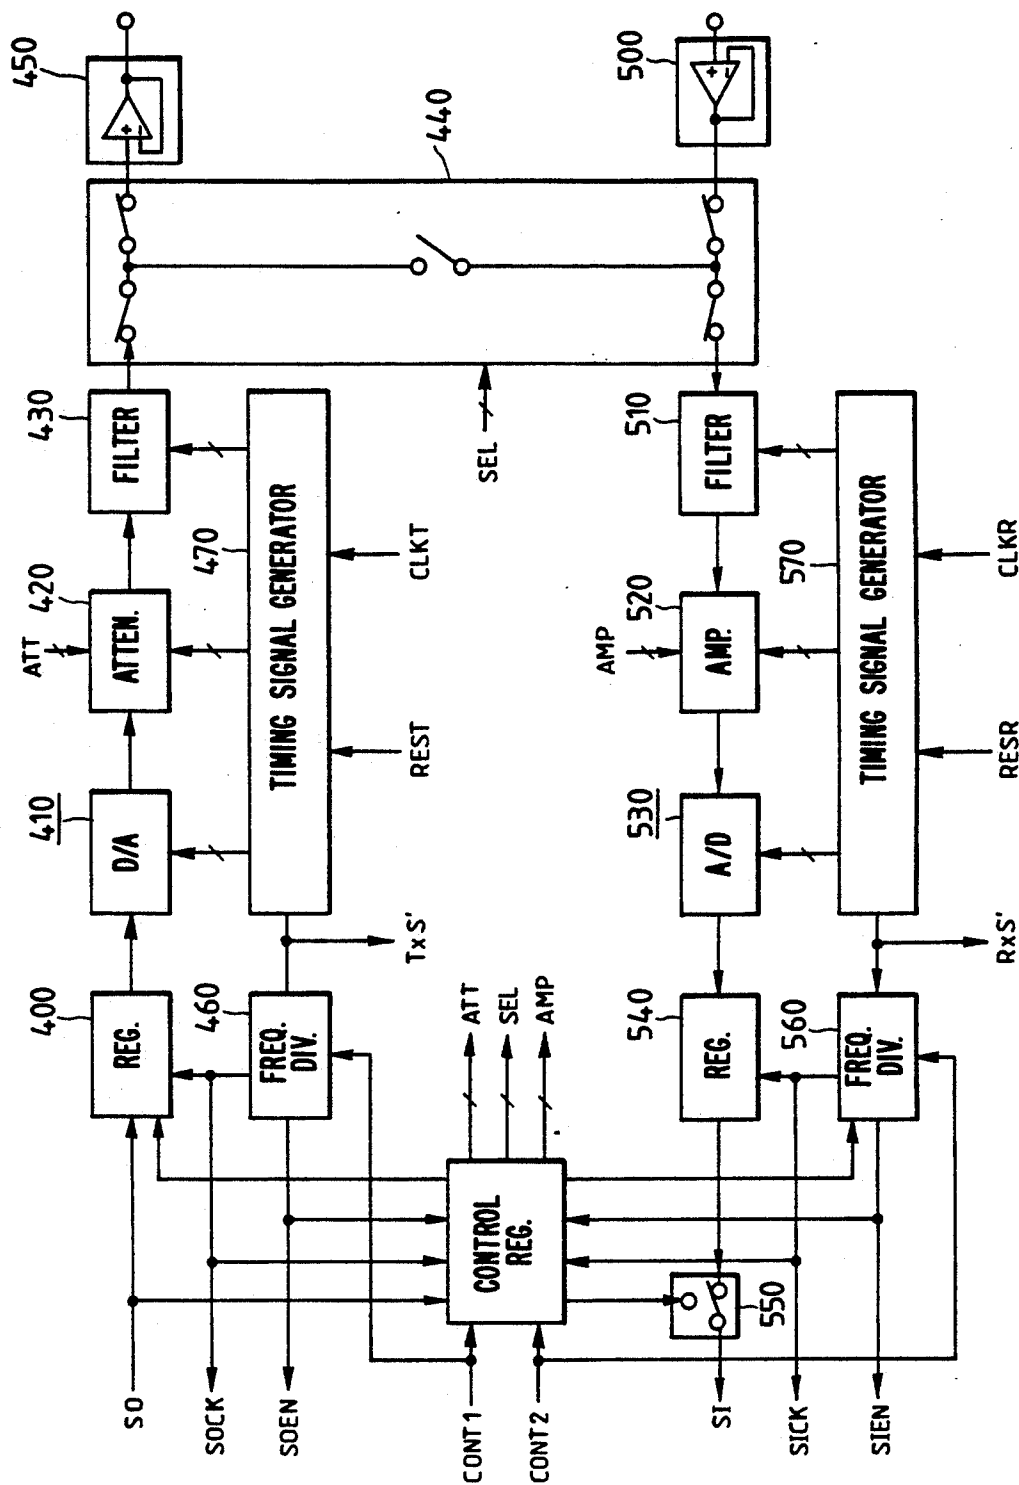 450
500
440
430
FILTER
510
FILTER
SEL
ATT
420
ATTEN.
470
TIMING SIGNAL GENERATOR
CLKT
REST
AMP
520
AMP.
570
TIMING SIGNAL GENERATOR
CLKR
RESR
410
D/A
530
A/D
TxS'
RxS'
400
REG.
460
FREQ.
DIV.
ATT
SEL
AMP
540
REG.
560
FREQ.
DIV.
CONTROL
REG.
550
SO
SOCK
SOEN
CONT1
CONT2
SI
SICK
SIEN